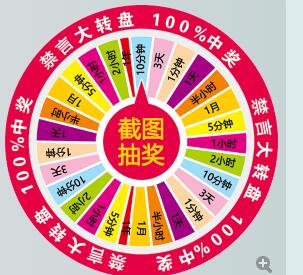 禁言大转盘
100%中奖
禁言大转盘
100%中奖
禁言大转盘
100%中奖
10分钟
3天
1分钟
1天
半小时
1月
5分钟
1小时
2小时
10分钟
3天
1分钟
1天
半小时
1月
1年
5分钟
1小时
2小时
10分钟
3天
1分钟
1天
半小时
1月
5分钟
1小时
2小时
截图
抽奖